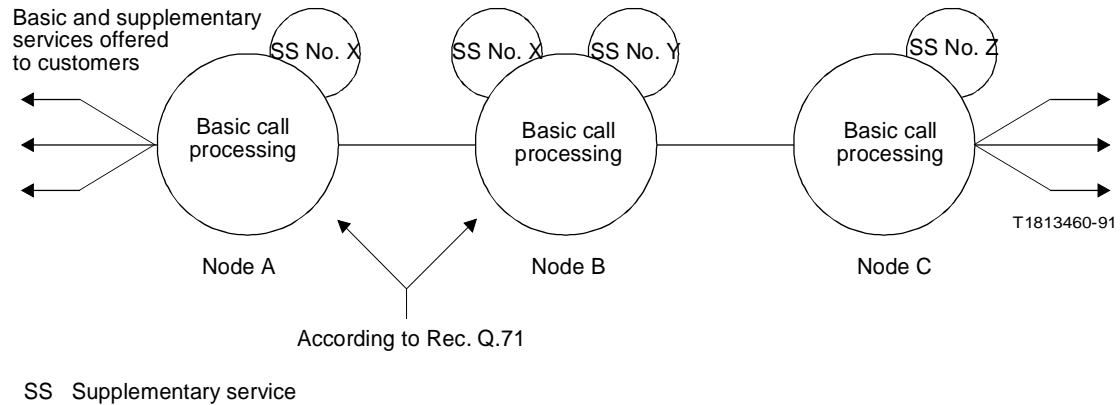 Basic and supplementary
services offered
to customers
SS No. X
SS No. X
SS No. Y
SS No. Z
Basic call
processing
Basic call
processing
Basic call
processing
T1813460-91
Node A
Node B
Node C
According to Rec. Q.71
SS Supplementary service